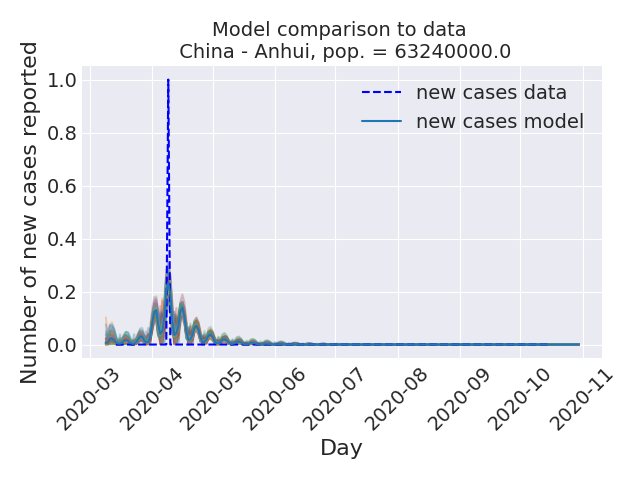 Model comparison to data
China - Anhui, pop. = 63240000.0
new cases data
new cases model
Number of new cases reported
1.0
0.8
0.6
0.4
0.2
0.0
2020-03
2020-04
2020-05
2020-06
2020-07
2020-08
2020-09
2020-10
2020-11
Day